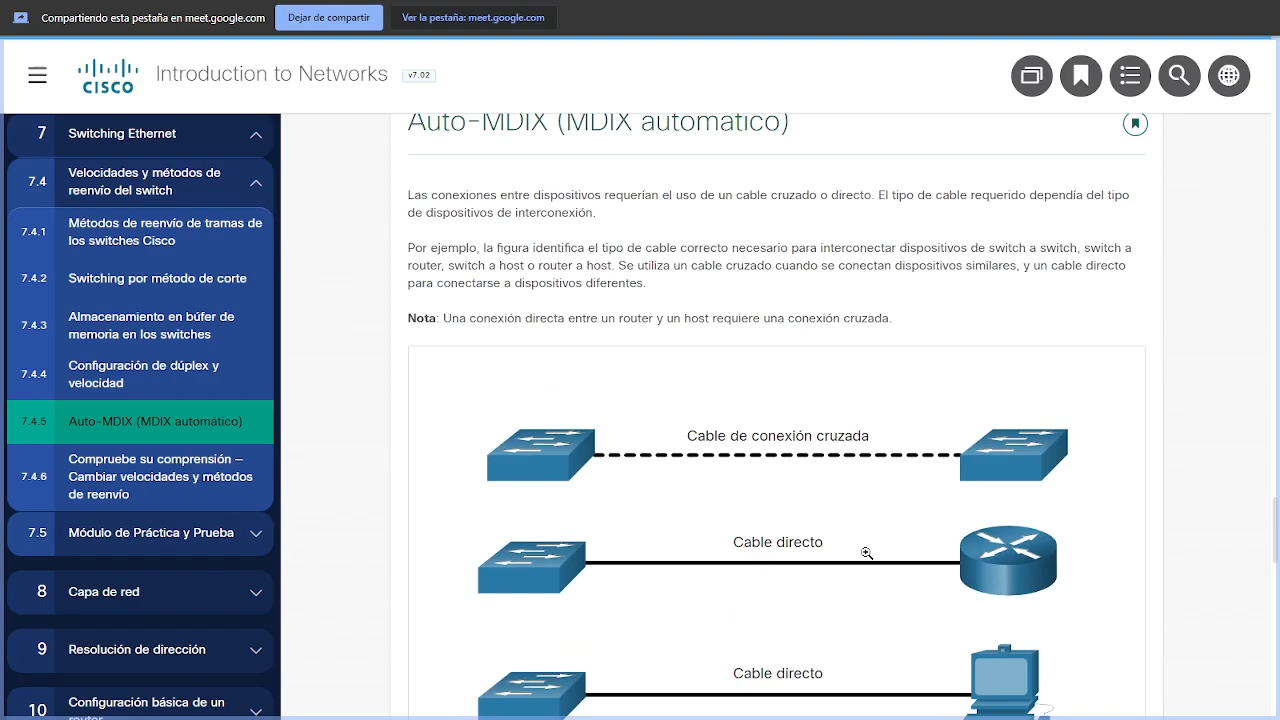 Compartiendo pestaña en meet.google.com
Dejar de compartir
Ver la pestaña: meet.google.com
CISCO
Introduction to Networks
v7.02
7 Switching Ethernet
7.4 Velocidades y métodos de
reenvío del switch
7.4.1 Métodos de reenvío de tramas de
los switches Cisco
7.4.2 Switching por método de corte
7.4.3 Almacenamiento en búfer de
memoria en los switches
7.4.4 Configuración de dúplex y
velocidad
7.4.5 Auto-MDIX (MDIX automático)
7.4.6 Compruebe su comprensión –
Cambiar velocidades y métodos
de reenvío
7.5 Módulo de Práctica y Prueba
8 Capa de red
9 Resolución de dirección
10 Configuración básica de un
router
Auto-MDIX (MDIX automático)
Las conexiones entre dispositivos requerían el uso de un cable cruzado o directo. El tipo de cable requerido dependía del tipo
de dispositivos de interconexión.
Por ejemplo, la figura identifica el tipo de cable correcto necesario para interconectar dispositivos de switch a switch, switch a
router, switch a host o router a host. Se utiliza un cable cruzado cuando se conectan dispositivos similares, y un cable directo
para conectarse a dispositivos diferentes.
Nota: Una conexión directa entre un router y un host requiere una conexión cruzada.
Cable de conexión cruzada
Cable directo
Cable directo